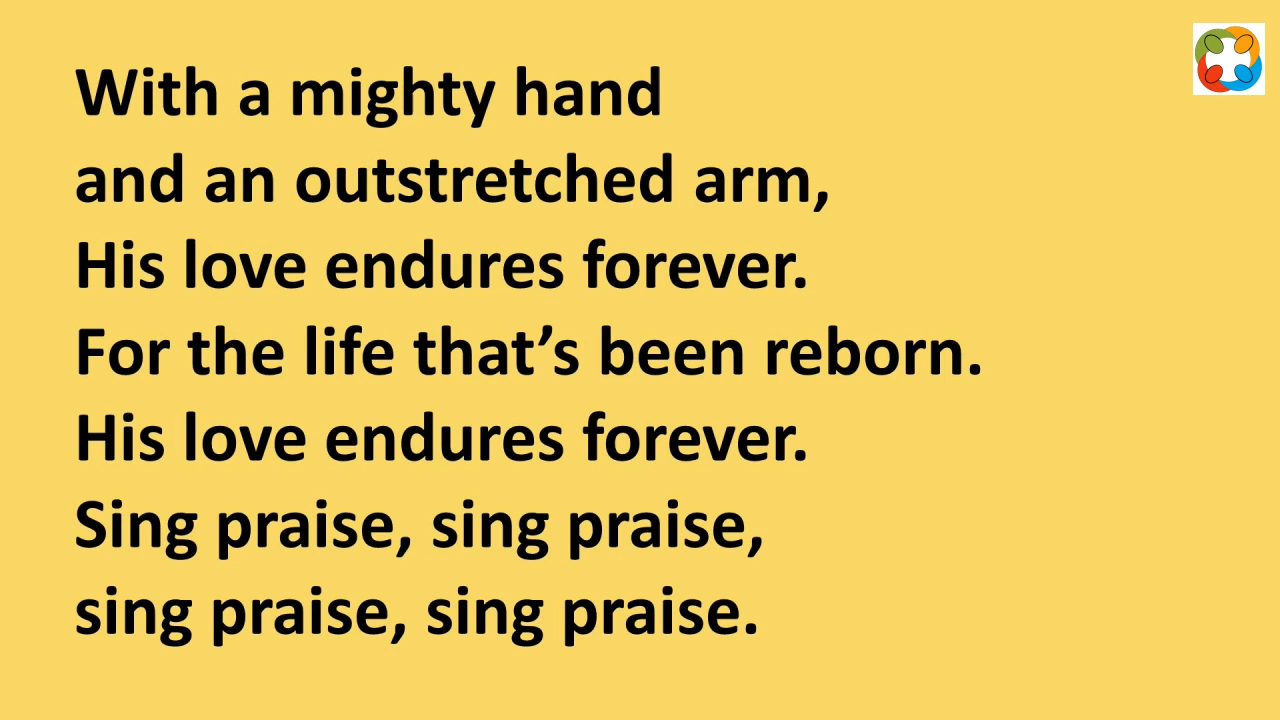 With a mighty hand
and an outstretched arm,
His love endures forever.
For the life that’s been reborn.
His love endures forever.
Sing praise, sing praise,
sing praise, sing praise.